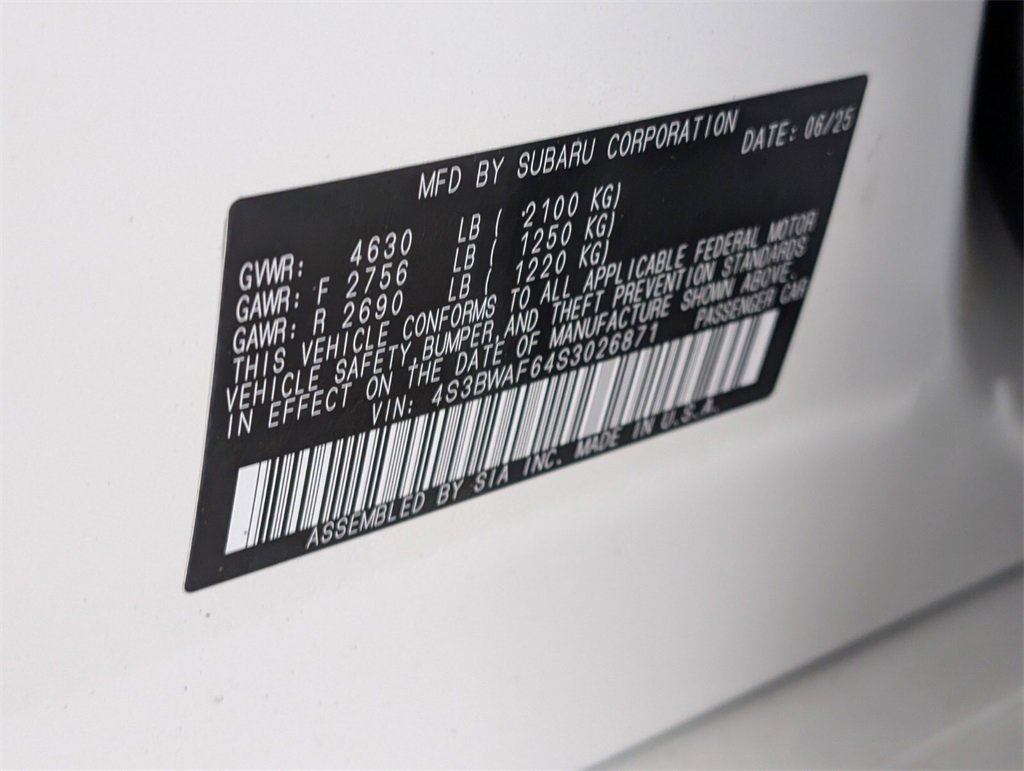 MFD BY SUBARU CORPORATION DATE: 06/25
GVWR: 4630 LB ( 2100 KG)
GAWR: F 2756 LB ( 1250 KG)
GAWR: R 2690 LB ( 1220 KG)
THIS VEHICLE CONFORMS TO ALL APPLICABLE FEDERAL MOTOR
VEHICLE SAFETY, BUMPER, AND THEFT PREVENTION STANDARDS
IN EFFECT ON THE DATE OF MANUFACTURE SHOWN ABOVE.
VIN: 4S3BWAF64S3026871 PASSENGER CAR
ASSEMBLED BY SIA INC. MADE IN U.S.A.